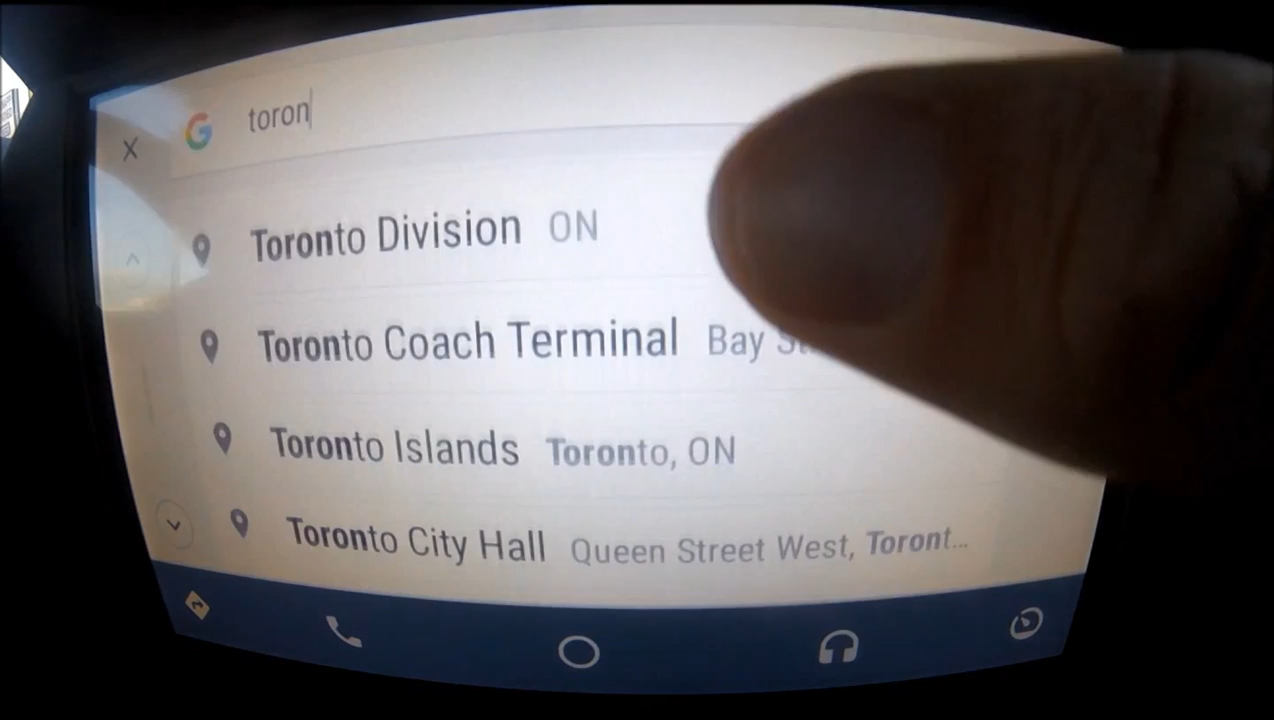 toron
Toronto Division ON
Toronto Coach Terminal Bay
Toronto Islands Toronto, ON
Toronto City Hall Queen Street West, Toront...